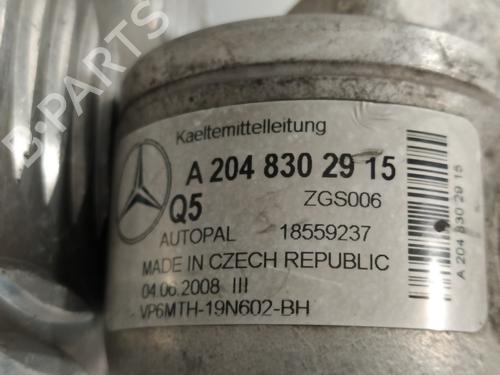 B-PARTS
Kaeltemittelleitung
A 204 830 29 15
Q5 ZGS006
AUTOPAL 18559237
MADE IN CZECH REPUBLIC
04.06.2008 III
VP6MTH-19N602-BH
A 204 830 29 15